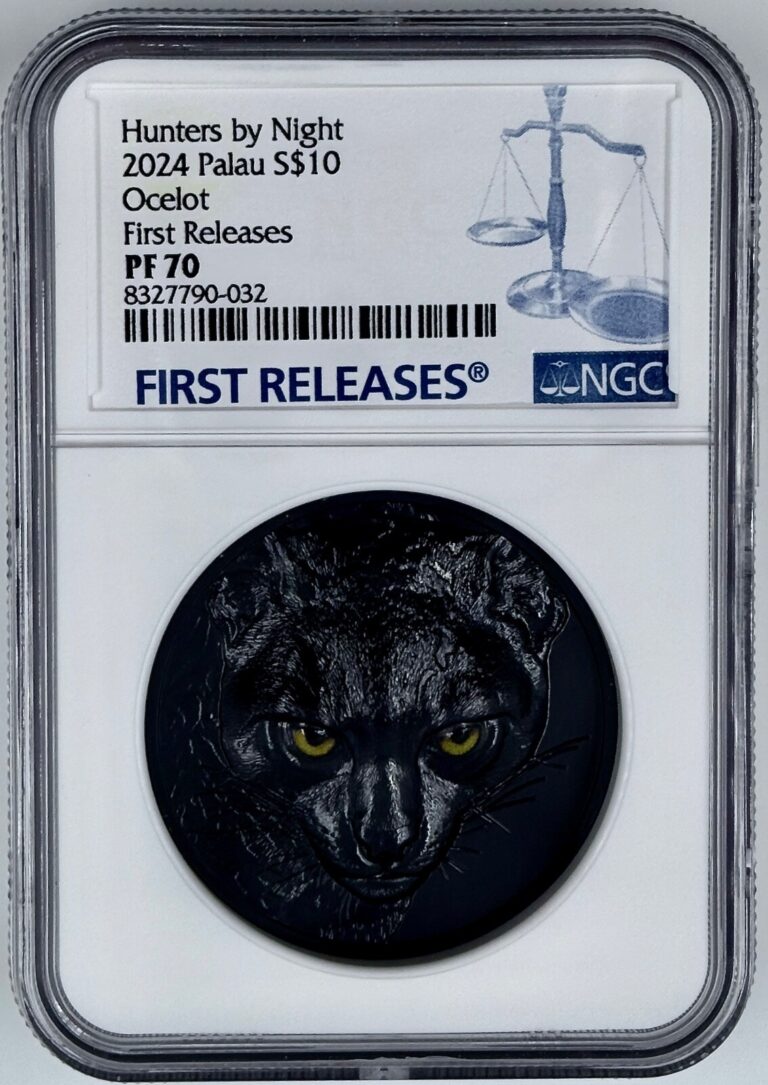 Hunters by Night
2024 Palau S$10
Ocelot
First Releases
PF 70
8327790-032
FIRST RELEASES®
NGC